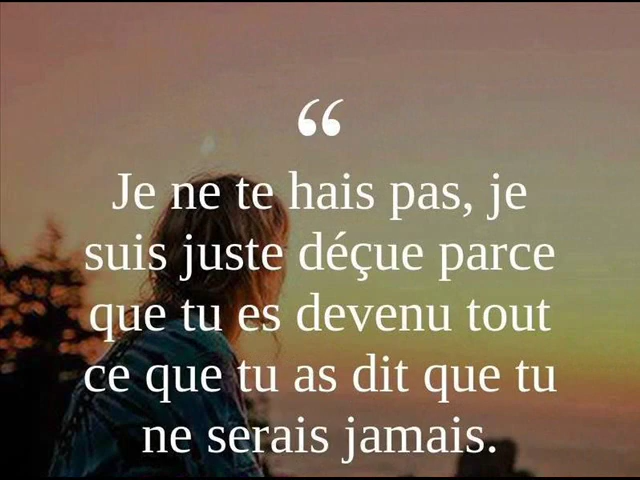 “
Je ne te hais pas, je
suis juste déçue parce
que tu es devenu tout
ce que tu as dit que tu
ne serais jamais.